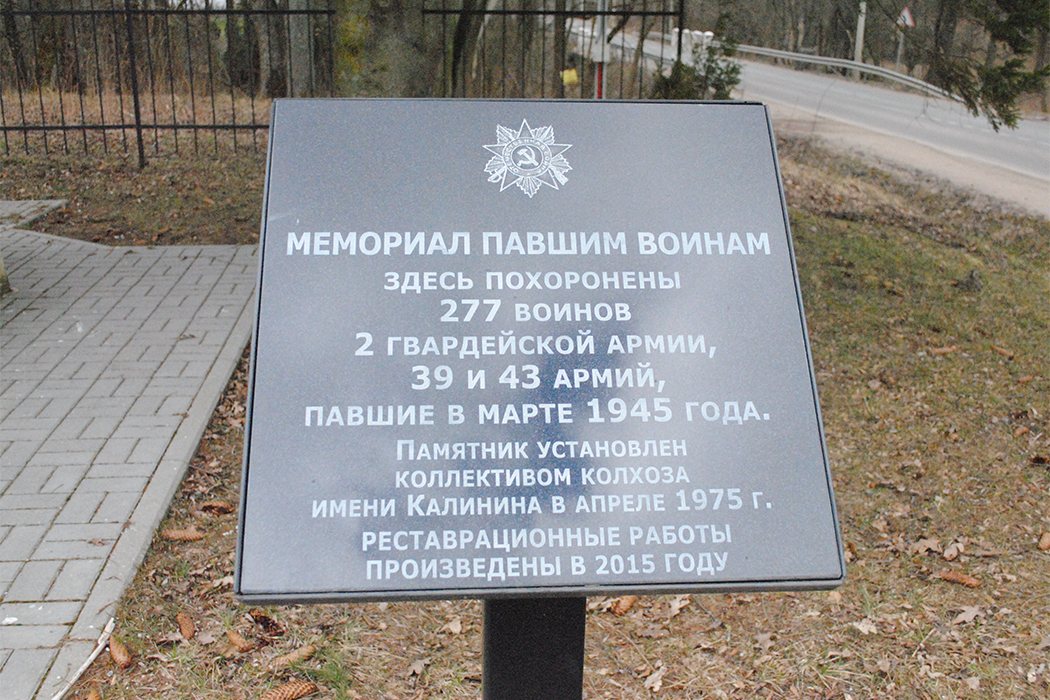 МЕМОРИАЛ ПАВШИМ ВОИНАМ
ЗДЕСЬ ПОХОРОНЕНЫ
277 ВОИНОВ
2 ГВАРДЕЙСКОЙ АРМИИ,
39 И 43 АРМИЙ,
ПАВШИЕ В МАРТЕ 1945 ГОДА.
ПАМЯТНИК УСТАНОВЛЕН
КОЛЛЕКТИВОМ КОЛХОЗА
ИМЕНИ КАЛИНИНА В АПРЕЛЕ 1975 Г.
РЕСТАВРАЦИОННЫЕ РАБОТЫ
ПРОИЗВЕДЕНЫ В 2015 ГОДУ